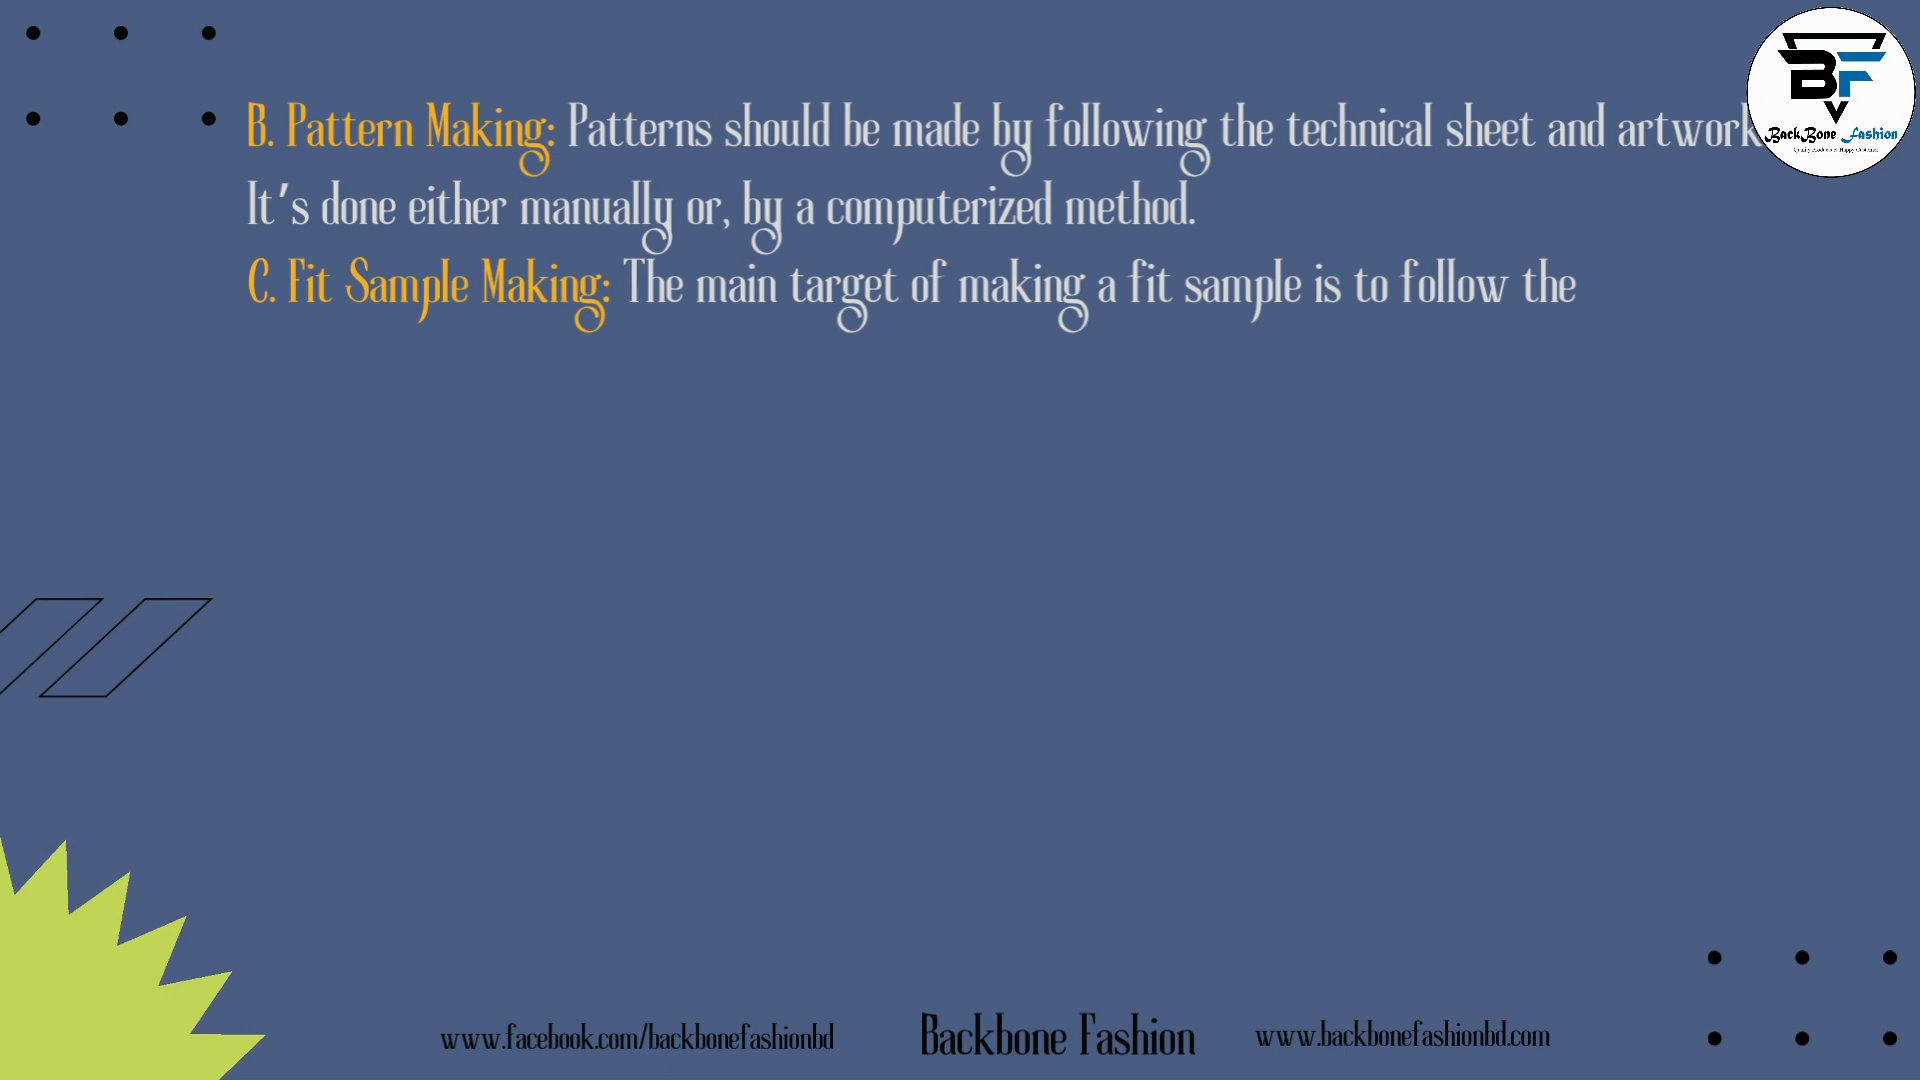 B. Pattern Making: Patterns should be made by following the technical sheet and artwork
It's done either manually or, by a computerized method.
C. Fit Sample Making: The main target of making a fit sample is to follow the
BF
BackBone Fashion
www.facebook.com/backbonefashionbd
Backbone Fashion
www.backbonefashionbd.com